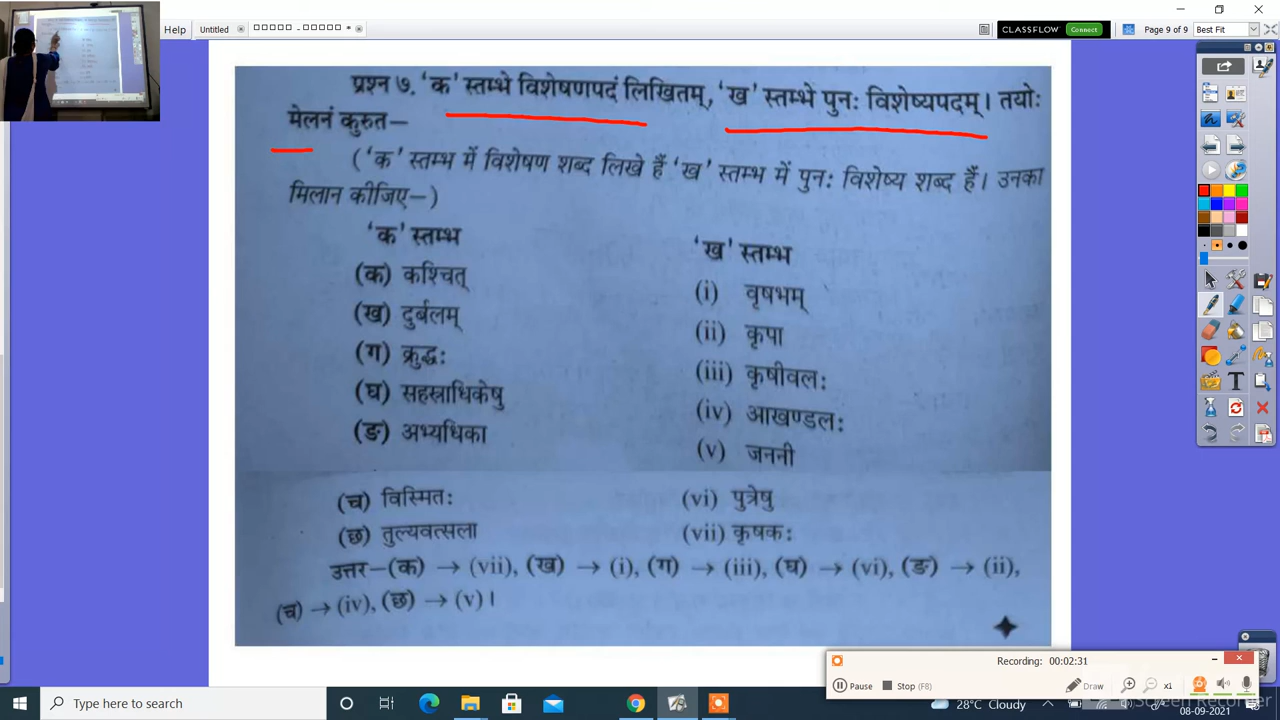 Help Untitled
CLASSFLOW Connect Page 9 of 9 Best Fit
प्रश्न ७. 'क' स्तम्भे विशेषणपदं लिखितम्, 'ख' स्तम्भे पुनः विशेष्यपदम्। तयोः
मेलनं कुरुत–
('क' स्तम्भ में विशेषण शब्द लिखे हैं 'ख' स्तम्भ में पुनः विशेष्य शब्द हैं। उनका
मिलान कीजिए–)
'क' स्तम्भ 'ख' स्तम्भ
(क) कश्चित् (i) वृषभम्
(ख) दुर्बलम् (ii) कृपा
(ग) क्रुद्धः (iii) कृषीवलः
(घ) सहस्राधिकेषु (iv) आखण्डलः
(ङ) अभ्यधिका (v) जननी
(च) विस्मितः (vi) पुत्रेषु
(छ) तुल्यवत्सला (vii) कृषकः
उत्तर–(क) → (vii), (ख) → (i), (ग) → (iii), (घ) → (vi), (ङ) → (ii),
(च) → (iv), (छ) → (v)।
Recording: 00:02:31
Pause Stop (F8) x1 Draw
Type here to search 28°C Cloudy 08-09-2021
Screen Recorder